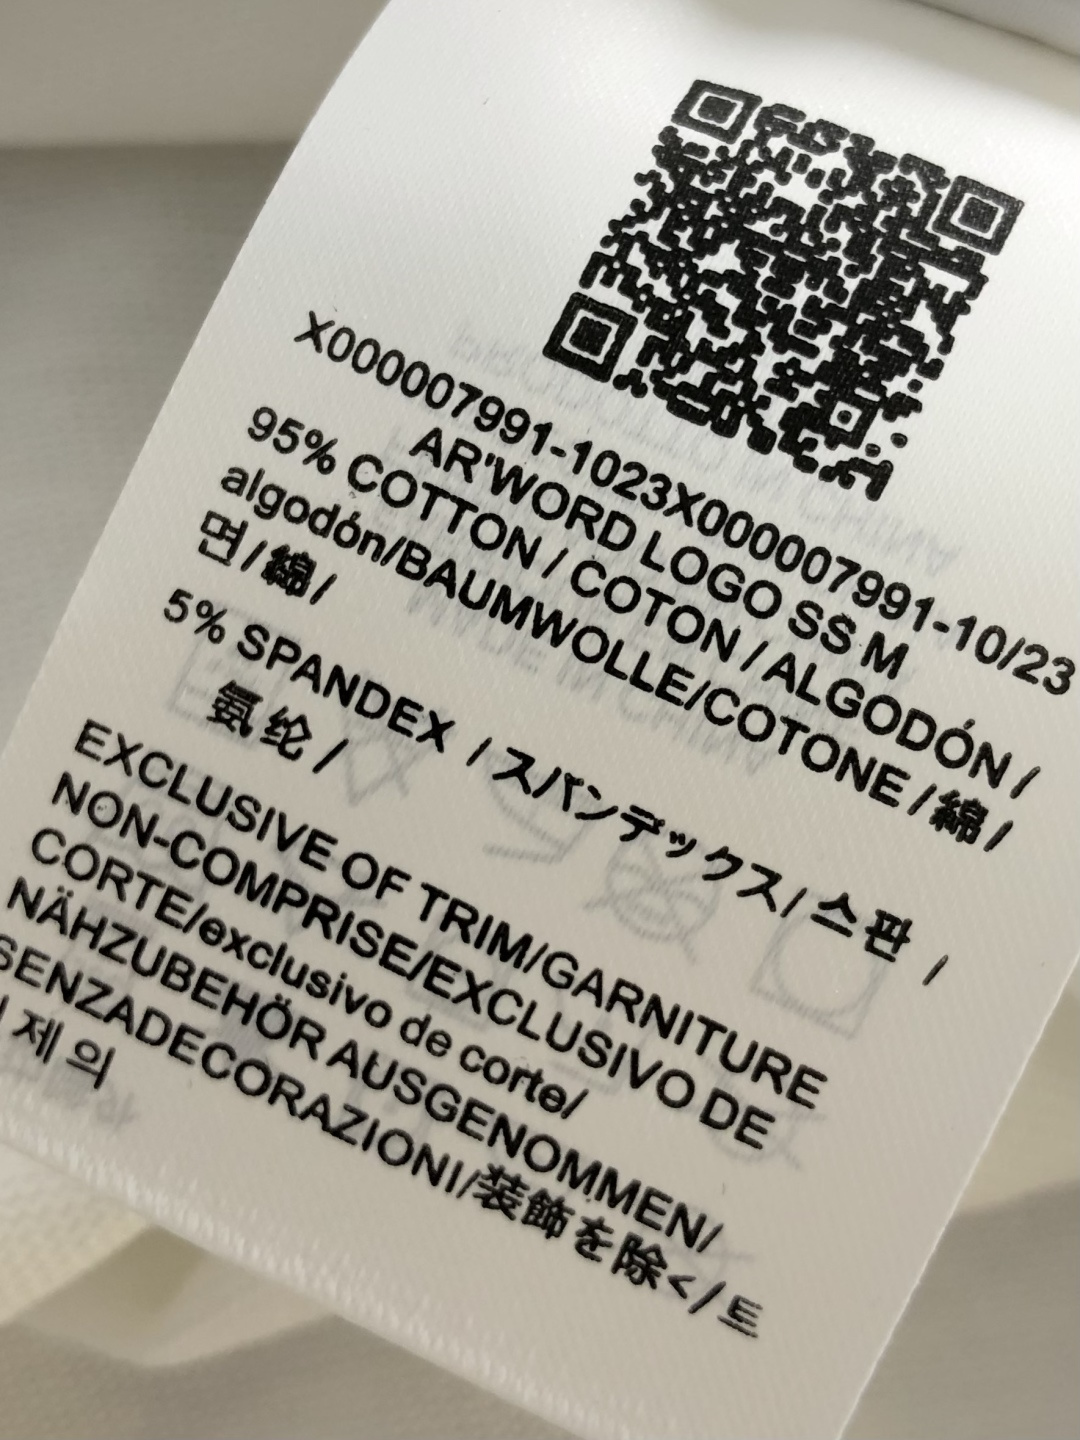 X000007991-1023X000007991-10/23
AR'WORD LOGO SS M
95% COTTON / COTON / ALGODÓN /
algodón/BAUMWOLLE/COTONE / 綿 /
면/綿/
5% SPANDEX / スパンデックス/ 스판 /
氨纶 /
EXCLUSIVE OF TRIM/GARNITURE
NON-COMPRISE/EXCLUSIVO DE
CORTE/exclusivo de corte/
NÄHZUBEHÖR AUSGENOMMEN/
SENZADECORAZIONI/装飾を除く/트
제 의